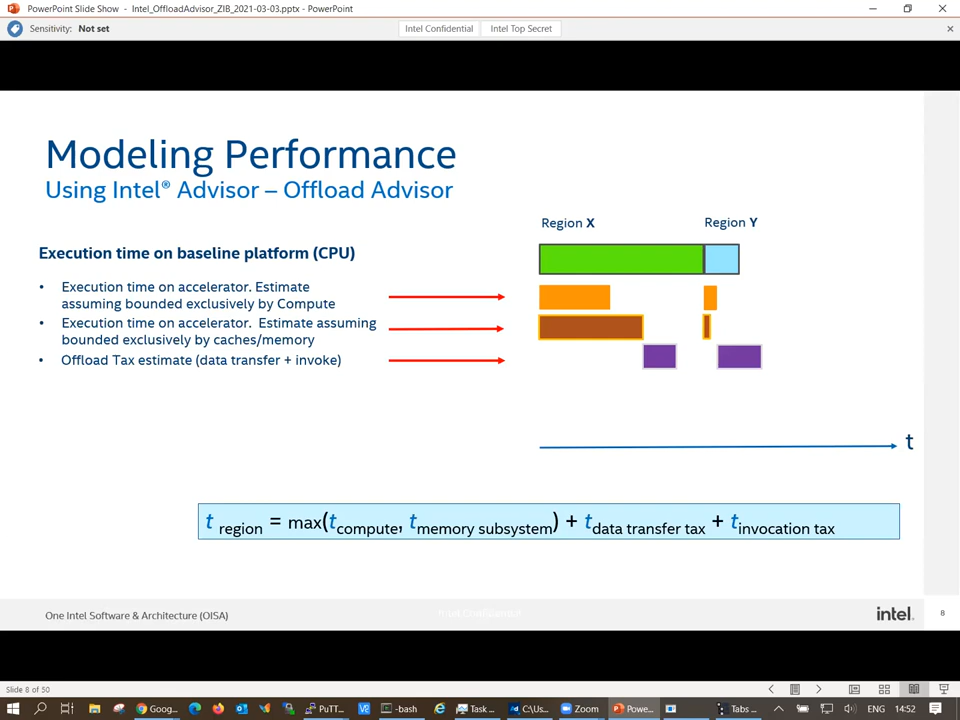 PowerPoint Slide Show - Intel_OffloadAdvisor_ZIB_2021-03-03.pptx - PowerPoint
Sensitivity: Not set
Intel Confidential
Intel Top Secret
Modeling Performance
Using Intel® Advisor – Offload Advisor
Region X
Region Y
Execution time on baseline platform (CPU)
• Execution time on accelerator. Estimate
assuming bounded exclusively by Compute
• Execution time on accelerator. Estimate assuming
bounded exclusively by caches/memory
• Offload Tax estimate (data transfer + invoke)
t
t region = max(t compute, t memory subsystem) + t data transfer tax + t invocation tax
One Intel Software & Architecture (OISA)
intel.
8
Slide 8 of 50
Goog...
PuTT...
-bash
Task ...
C:\Us...
Zoom
Powe...
Tabs ...
ENG
14:52